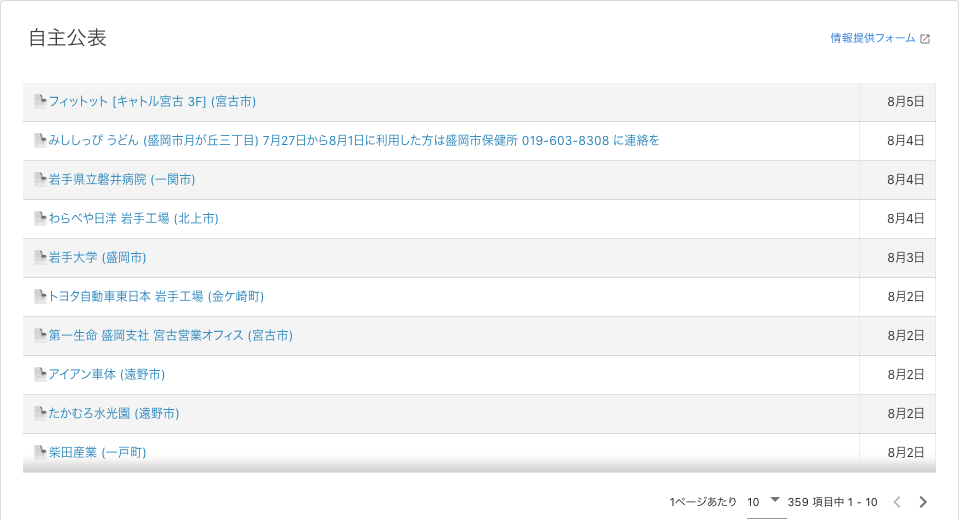 自主公表
情報提供フォーム
フィットット [キャトル宮古 3F] (宮古市) 8月5日
みししっぴ うどん (盛岡市月が丘三丁目) 7月27日から8月1日に利用した方は盛岡市保健所 019-603-8308 に連絡を 8月4日
岩手県立磐井病院 (一関市) 8月4日
わらべや日洋 岩手工場 (北上市) 8月4日
岩手大学 (盛岡市) 8月3日
トヨタ自動車東日本 岩手工場 (金ケ崎町) 8月2日
第一生命 盛岡支社 宮古営業オフィス (宮古市) 8月2日
アイアン車体 (遠野市) 8月2日
たかむろ水光園 (遠野市) 8月2日
柴田産業 (一戸町) 8月2日
1ページあたり 10 359 項目中 1 - 10